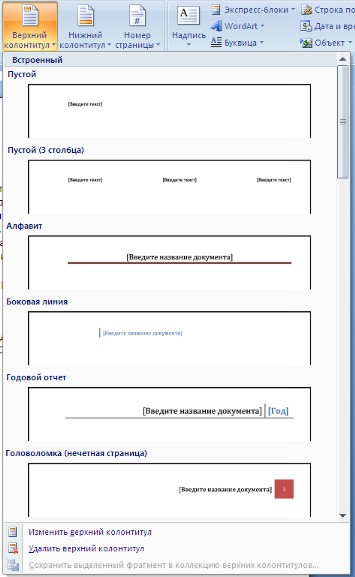 Верхний колонтитул
Нижний колонтитул
Номер страницы
Надпись
Экспресс-блоки
WordArt
Буквица
Строка по
Дата и вре
Объект
Встроенный
Пустой
[Введите текст]
Пустой (3 столбца)
[Введите текст] [Введите текст] [Введите текст]
Алфавит
[Введите название документа]
Боковая линия
[Введите название документа]
Годовой отчет
[Введите название документа] [Год]
Головоломка (нечетная страница)
[Введите название документа] 1
Изменить верхний колонтитул
Удалить верхний колонтитул
Сохранить выделенный фрагмент в коллекцию верхних колонтитулов...